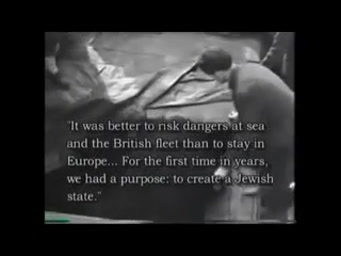 "It was better to risk dangers at sea
and the British fleet than to stay in
Europe... For the first time in years,
we had a purpose: to create a Jewish
state."